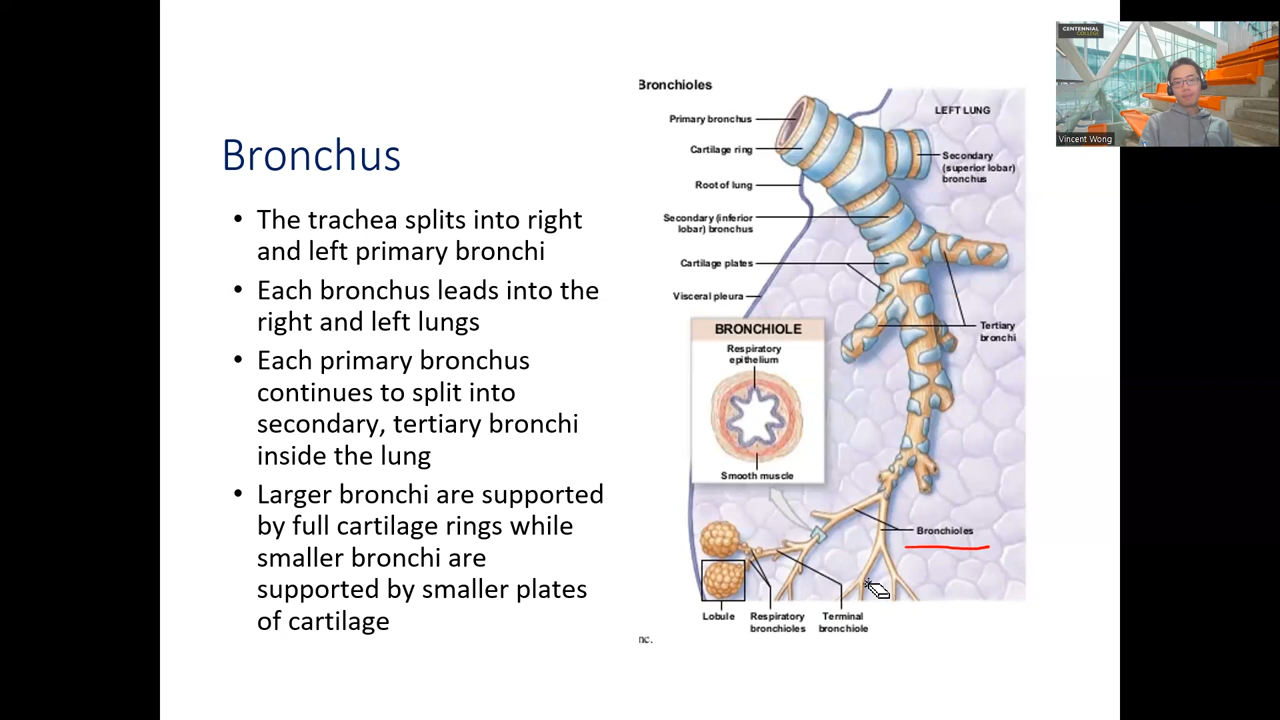 Bronchus
• The trachea splits into right
and left primary bronchi
• Each bronchus leads into the
right and left lungs
• Each primary bronchus
continues to split into
secondary, tertiary bronchi
inside the lung
• Larger bronchi are supported
by full cartilage rings while
smaller bronchi are
supported by smaller plates
of cartilage
Bronchioles
Primary bronchus
Cartilage ring
Root of lung
Secondary (inferior
lobar) bronchus
Cartilage plates
Visceral pleura
LEFT LUNG
Secondary
(superior lobar)
bronchus
Tertiary
bronchi
BRONCHIOLE
Respiratory
epithelium
Smooth muscle
Bronchioles
Lobule
Respiratory
bronchioles
Terminal
bronchiole
nc.
CENTENNIAL
COLLEGE
Vincent Wong